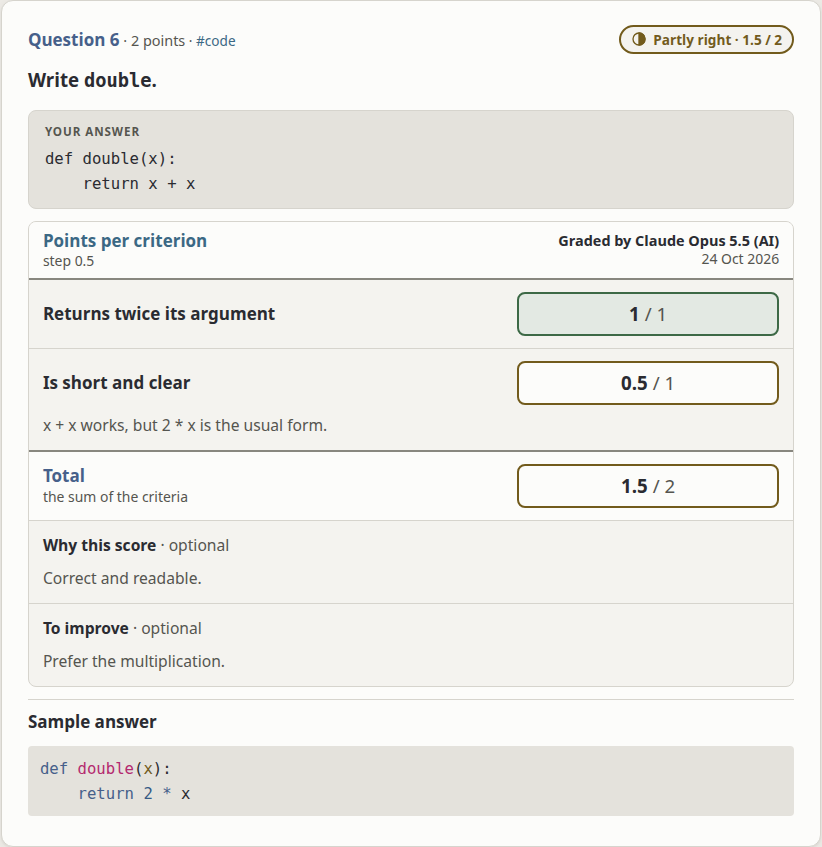 Question 6 · 2 points · #code
Partly right · 1.5 / 2
Write double.
YOUR ANSWER
def double(x):
    return x + x
Points per criterion
step 0.5
Graded by Claude Opus 5.5 (AI)
24 Oct 2026
Returns twice its argument
1 / 1
Is short and clear
0.5 / 1
x + x works, but 2 * x is the usual form.
Total
the sum of the criteria
1.5 / 2
Why this score · optional
Correct and readable.
To improve · optional
Prefer the multiplication.
Sample answer
def double(x):
    return 2 * x